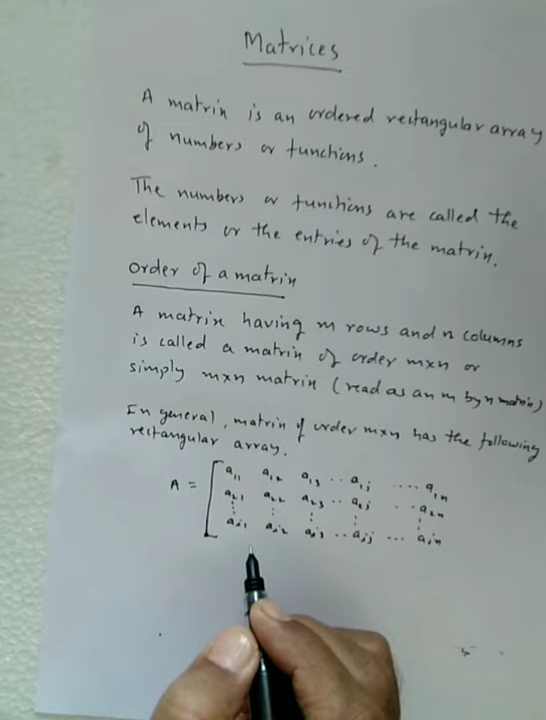 Matrices
A matrix is an ordered rectangular array
of numbers or functions.
The numbers or functions are called the
elements or the entries of the matrix.
Order of a matrix
A matrix having m rows and n columns
is called a matrix of order m×n or
simply m×n matrix (read as an m by n matrix)
In general, matrix of order m×n has the following
rectangular array.
A = [ a₁₁ a₁₂ a₁₃ .. a₁ⱼ .... a₁ₙ
a₂₁ a₂₂ a₂₃ .. a₂ⱼ .. a₂ₙ
⋮ ⋮ ⋮ ⋮ ⋮
aᵢ₁ aᵢ₂ aᵢ₃ .. aᵢⱼ ... aᵢₙ